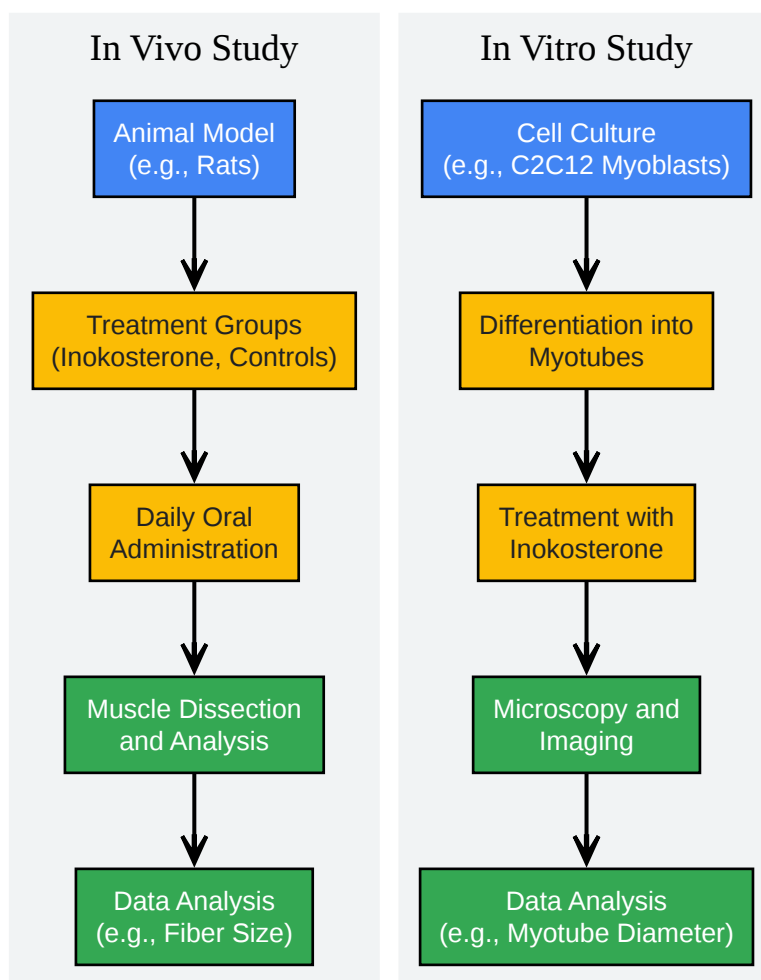 In Vivo Study
Animal Model
(e.g., Rats)
Treatment Groups
(Inokosterone, Controls)
Daily Oral
Administration
Muscle Dissection
and Analysis
Data Analysis
(e.g., Fiber Size)
In Vitro Study
Cell Culture
(e.g., C2C12 Myoblasts)
Differentiation into
Myotubes
Treatment with
Inokosterone
Microscopy and
Imaging
Data Analysis
(e.g., Myotube Diameter)